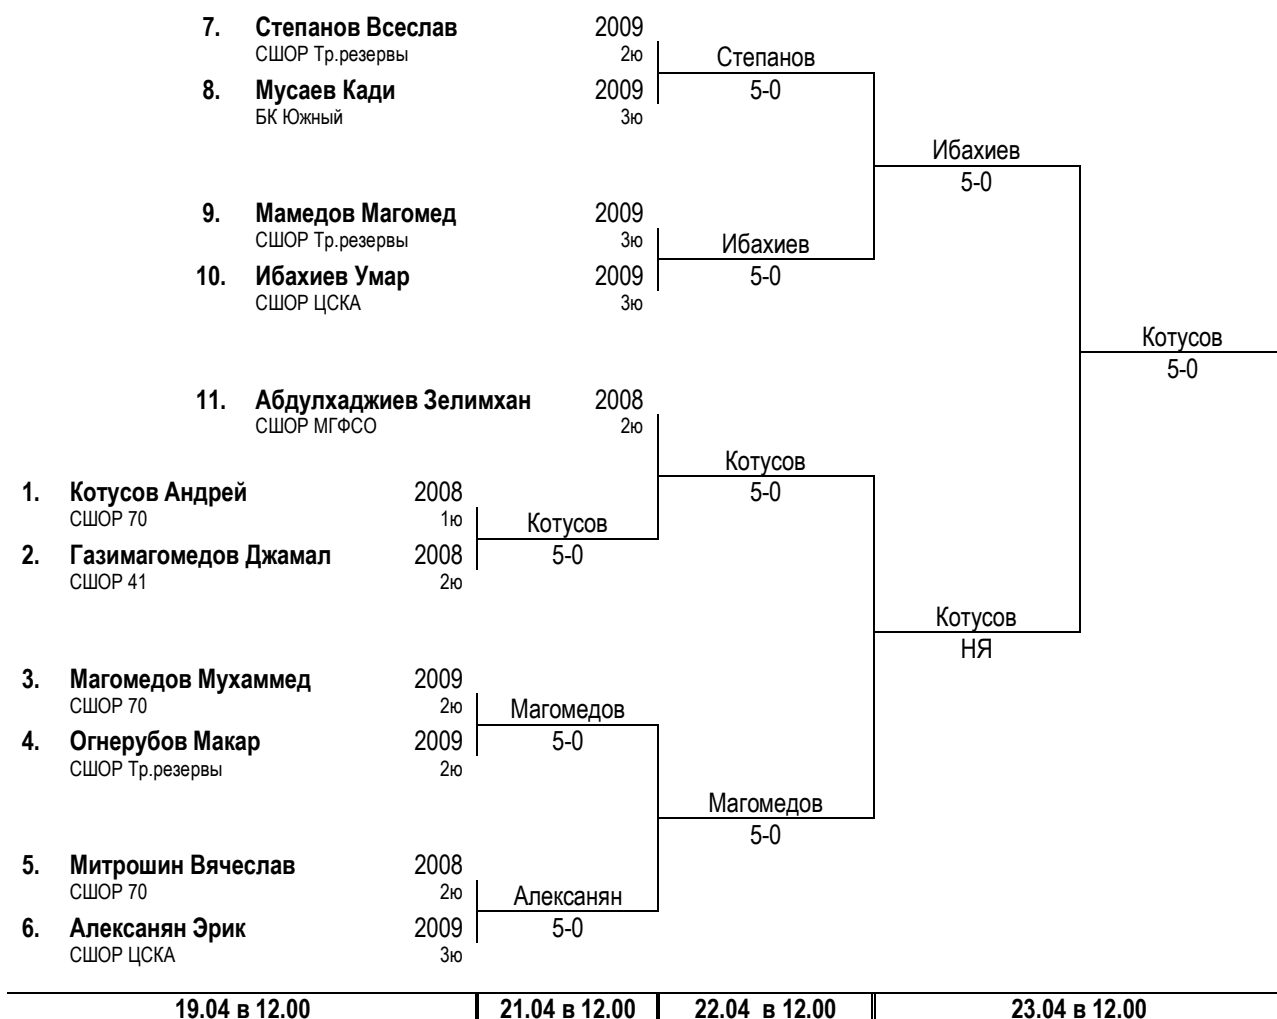 7. Степанов Всеслав 2009
СШОР Тр.резервы 2ю
Степанов
8. Мусаев Кади 2009
5-0
БК Южный 3ю
Ибахиев
5-0
9. Мамедов Магомед 2009
СШОР Тр.резервы 3ю
Ибахиев
10. Ибахиев Умар 2009
5-0
СШОР ЦСКА 3ю
Котусов
5-0
11. Абдулхаджиев Зелимхан 2008
СШОР МГФСО 2ю
Котусов
5-0
1. Котусов Андрей 2008
СШОР 70 1ю
Котусов
2. Газимагомедов Джамал 2008
5-0
СШОР 41 2ю
Котусов
НЯ
3. Магомедов Мухаммед 2009
СШОР 70 2ю
Магомедов
4. Огнерубов Макар 2009
5-0
СШОР Тр.резервы 2ю
Магомедов
5-0
5. Митрошин Вячеслав 2008
СШОР 70 2ю
Алексанян
6. Алексанян Эрик 2009
5-0
СШОР ЦСКА 3ю
19.04 в 12.00 21.04 в 12.00 22.04 в 12.00 23.04 в 12.00